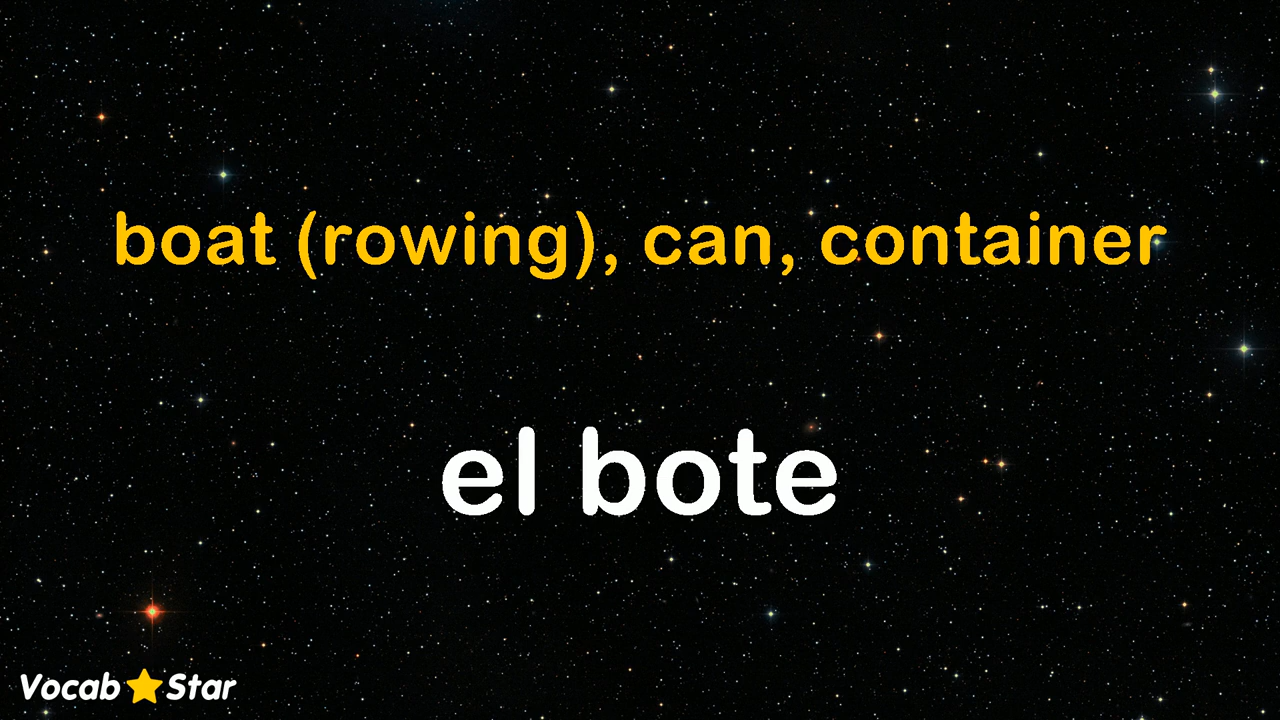 boat (rowing), can, container
el bote
Vocab Star